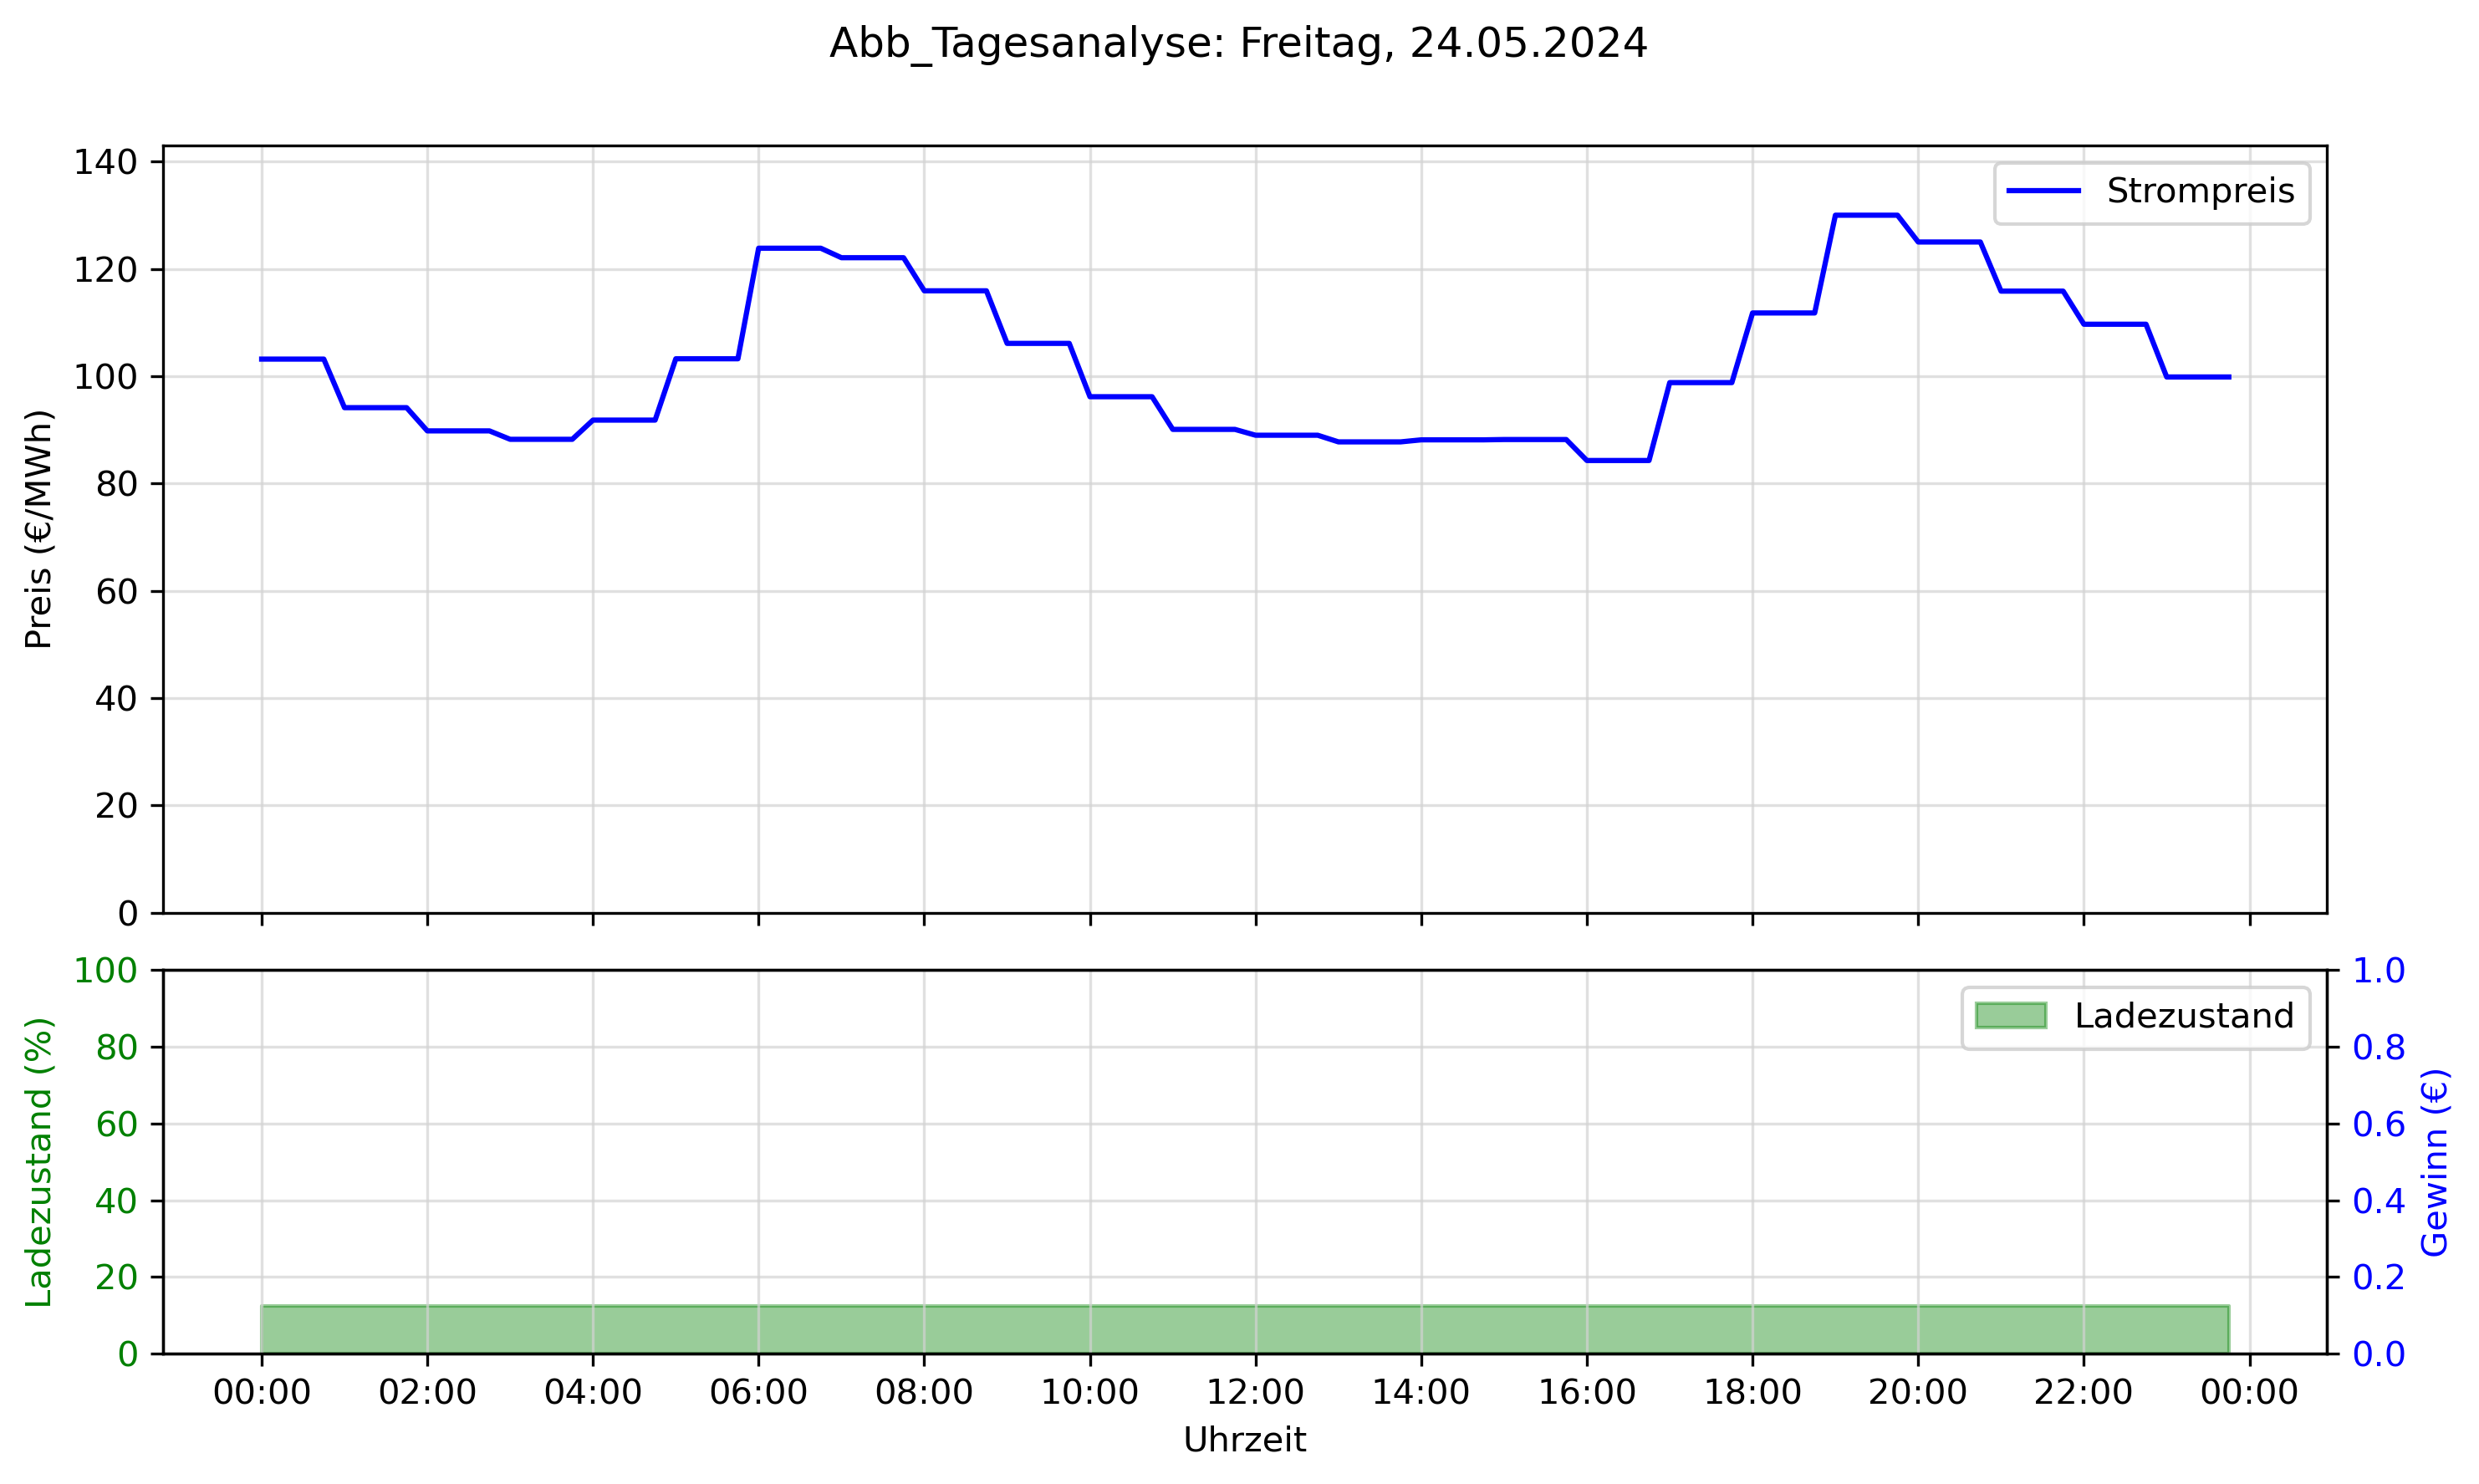 Abb_Tagesanalyse: Freitag, 24.05.2024
140
120
100
80
60
40
20
0
Preis (€/MWh)
Strompreis
100
80
60
40
20
0
Ladezustand (%)
Ladezustand
1.0
0.8
0.6
0.4
0.2
0.0
Gewinn (€)
00:00 02:00 04:00 06:00 08:00 10:00 12:00 14:00 16:00 18:00 20:00 22:00 00:00
Uhrzeit